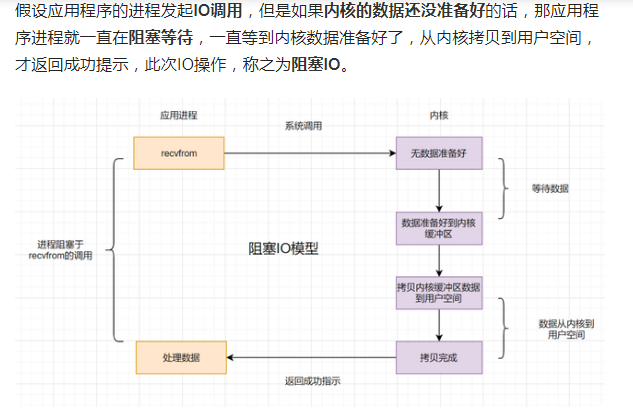 假设应用程序的进程发起IO调用，但是如果内核的数据还没准备好的话，那应用程
序进程就一直在阻塞等待，一直等到内核数据准备好了，从内核拷贝到用户空间，
才返回成功提示，此次IO操作，称之为阻塞IO。
应用进程
内核
系统调用
recvfrom
无数据准备好
等待数据
数据准备好到内核
缓冲区
进程阻塞于
recvfrom的调用
阻塞IO模型
拷贝内核缓冲区数据
到用户空间
数据从内核到
用户空间
处理数据
拷贝完成
返回成功指示